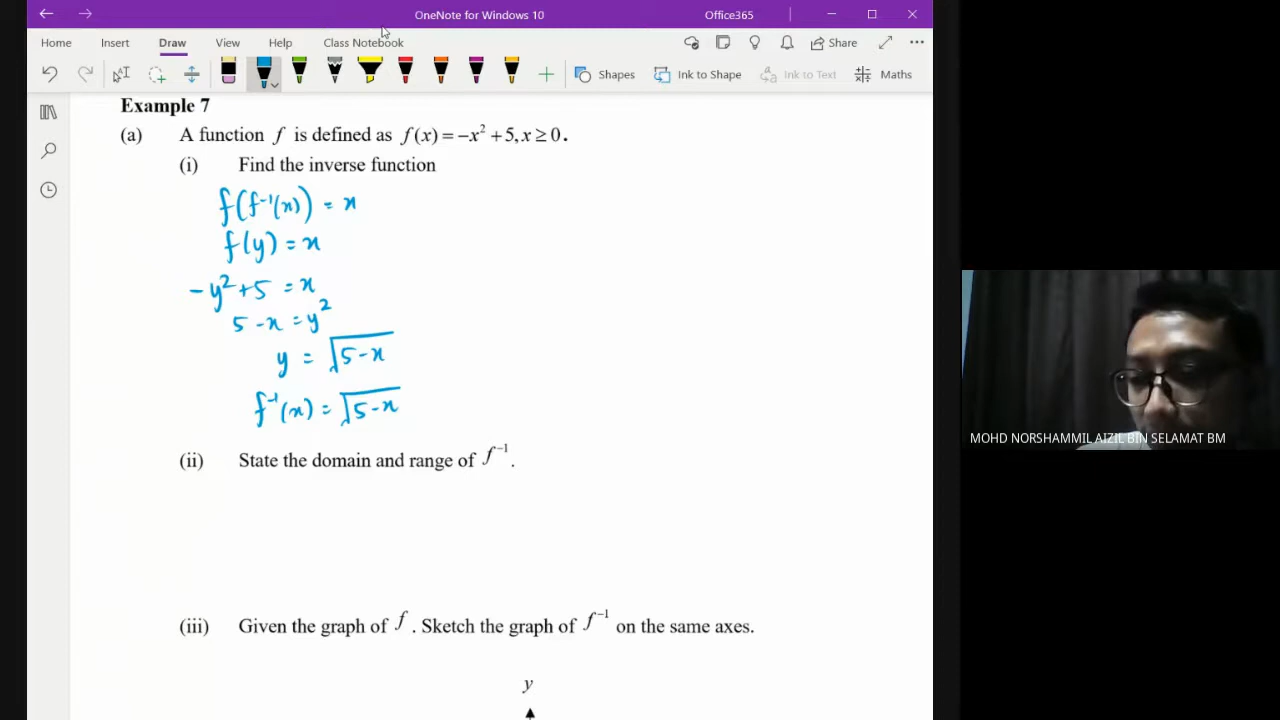 OneNote for Windows 10
Office365
Home Insert Draw View Help Class Notebook
Share
Shapes Ink to Shape Ink to Text Maths
Example 7
(a) A function f is defined as f(x) = −x² + 5, x ≥ 0.
(i) Find the inverse function
f(f⁻¹(x)) = x
f(y) = x
−y² + 5 = x
5 − x = y²
y = √(5 − x)
f⁻¹(x) = √(5 − x)
(ii) State the domain and range of f⁻¹.
(iii) Given the graph of f. Sketch the graph of f⁻¹ on the same axes.
y
MOHD NORSHAMMIL AIZIL BIN SELAMAT BM